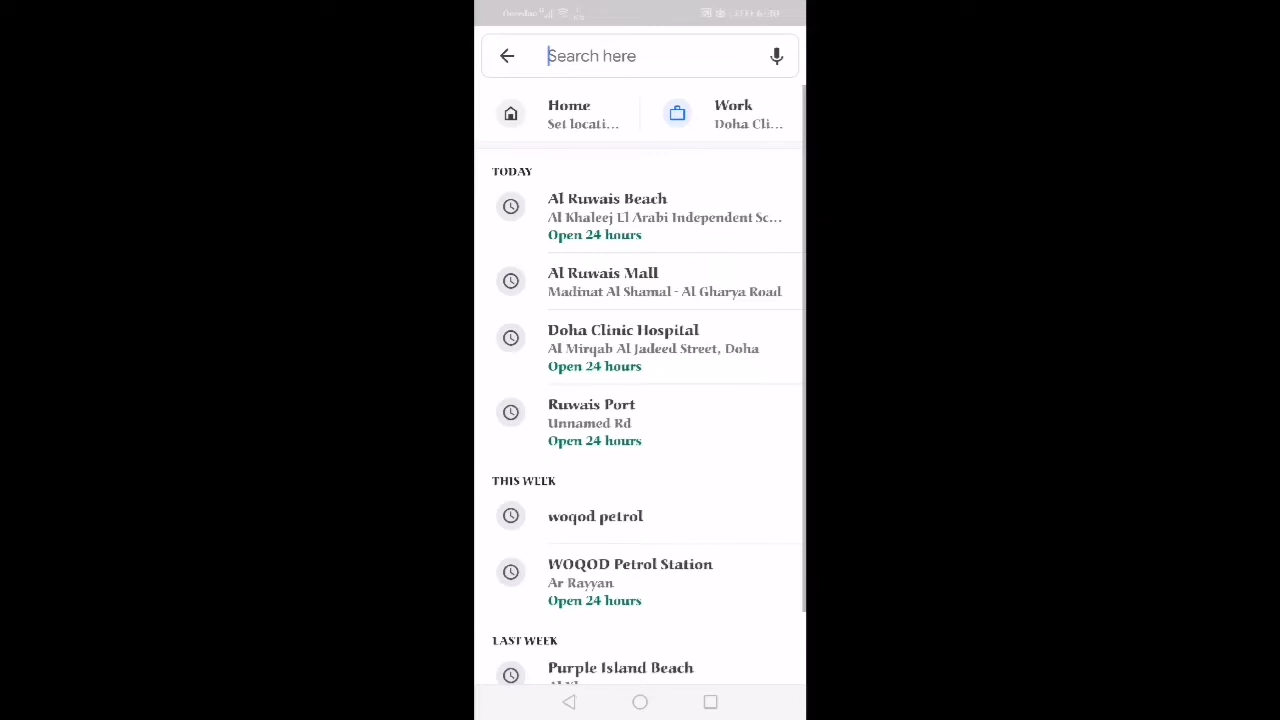 Ooredoo
Search here
Home
Set locati...
Work
Doha Cli...
TODAY
Al Ruwais Beach
Al Khaleej El Arabi Independent Sc...
Open 24 hours
Al Ruwais Mall
Madinat Al Shamal - Al Gharya Road
Doha Clinic Hospital
Al Mirqab Al Jadeed Street, Doha
Open 24 hours
Ruwais Port
Unnamed Rd
Open 24 hours
THIS WEEK
woqod petrol
WOQOD Petrol Station
Ar Rayyan
Open 24 hours
LAST WEEK
Purple Island Beach